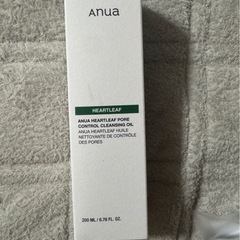 Anua
HEARTLEAF
ANUA HEARTLEAF PORE
CONTROL CLEANSING OIL
ANUA HEARTLEAF HUILE
NETTOYANTE DE CONTRÔLE
DES PORES
200 ML / 6.76 FL. OZ.